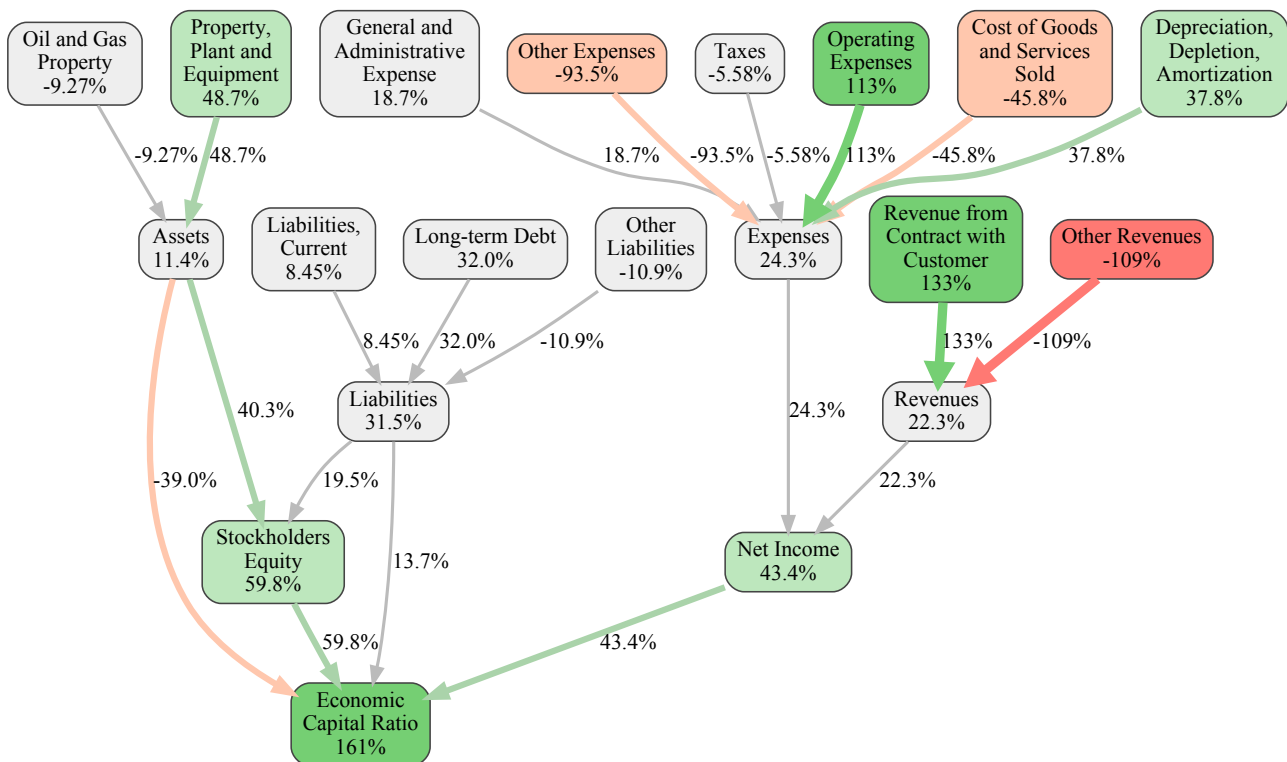 Oil and Gas
Property
-9.27%
Property,
Plant and
Equipment
48.7%
General and
Administrative
Expense
18.7%
Other Expenses
-93.5%
Taxes
-5.58%
Operating
Expenses
113%
Cost of Goods
and Services
Sold
-45.8%
Depreciation,
Depletion,
Amortization
37.8%
-9.27%
48.7%
18.7%
-93.5%
-5.58%
113%
-45.8%
37.8%
Assets
11.4%
Liabilities,
Current
8.45%
Long-term Debt
32.0%
Other
Liabilities
-10.9%
Expenses
24.3%
Revenue from
Contract with
Customer
133%
Other Revenues
-109%
8.45%
32.0%
-10.9%
133%
-109%
40.3%
Liabilities
31.5%
24.3%
Revenues
22.3%
-39.0%
19.5%
22.3%
Stockholders
Equity
59.8%
13.7%
Net Income
43.4%
59.8%
43.4%
Economic
Capital Ratio
161%